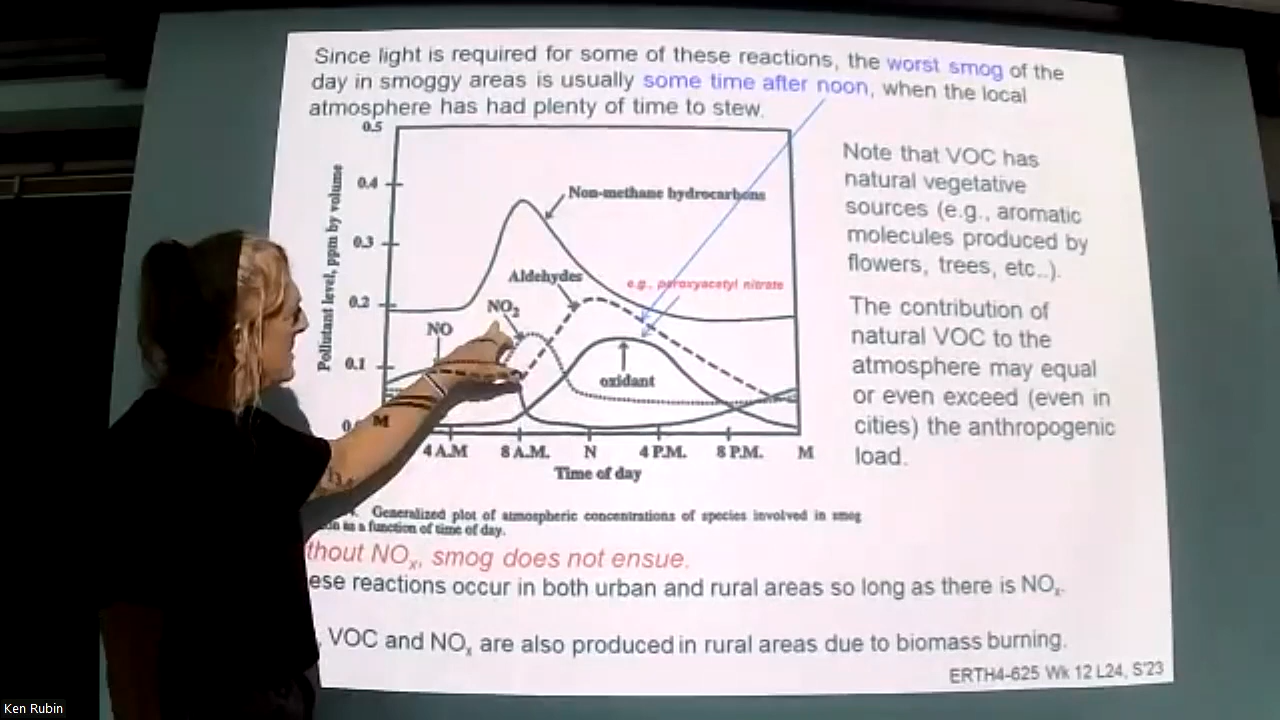 Since light is required for some of these reactions, the worst smog of the
day in smoggy areas is usually some time after noon, when the local
atmosphere has had plenty of time to stew.
0.5
0.4
0.3
0.2
0.1
Pollutant level, ppm by volume
Non-methane hydrocarbons
Aldehydes
e.g., peroxyacetyl nitrate
NO2
NO
oxidant
M
4 A.M
8 A.M.
N
4 P.M.
8 P.M.
M
Time of day
Note that VOC has
natural vegetative
sources (e.g., aromatic
molecules produced by
flowers, trees, etc..).
The contribution of
natural VOC to the
atmosphere may equal
or even exceed (even in
cities) the anthropogenic
load.
Generalized plot of atmospheric concentrations of species involved in smog
as a function of time of day.
thout NOx, smog does not ensue.
ese reactions occur in both urban and rural areas so long as there is NOx.
, VOC and NOx are also produced in rural areas due to biomass burning.
ERTH4-625 Wk 12 L24, S'23
Ken Rubin